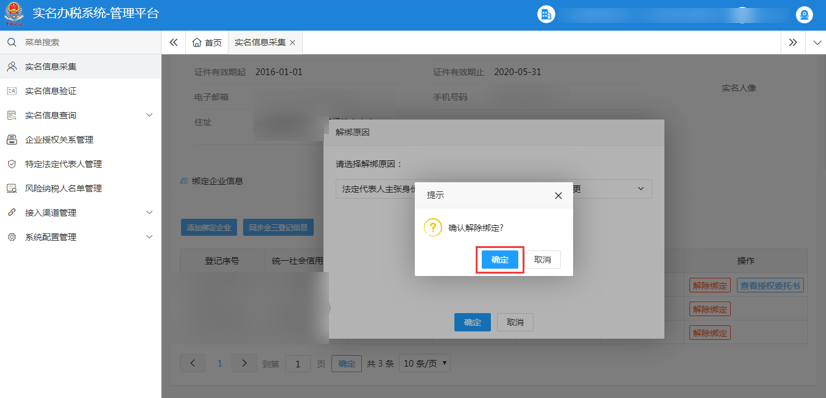 实名办税系统-管理平台
菜单搜索
首页
实名信息采集
实名信息采集
实名信息验证
实名信息查询
企业授权关系管理
特定法定代表人管理
风险纳税人名单管理
接入渠道管理
系统配置管理
证件有效期起 2016-01-01
证件有效期止 2020-05-31
电子邮箱
手机号码
实名人像
住址
解绑原因
请选择解绑原因：
法定代表人主张身份
更
提示
确认解除绑定?
确定 取消
绑定企业信息
添加绑定企业 同步金三登记信息
登记序号 统一社会信用 操作
解除绑定 查看授权委托书
解除绑定
解除绑定
确定 取消
1 到第 1 页 确定 共 3 条 10 条/页